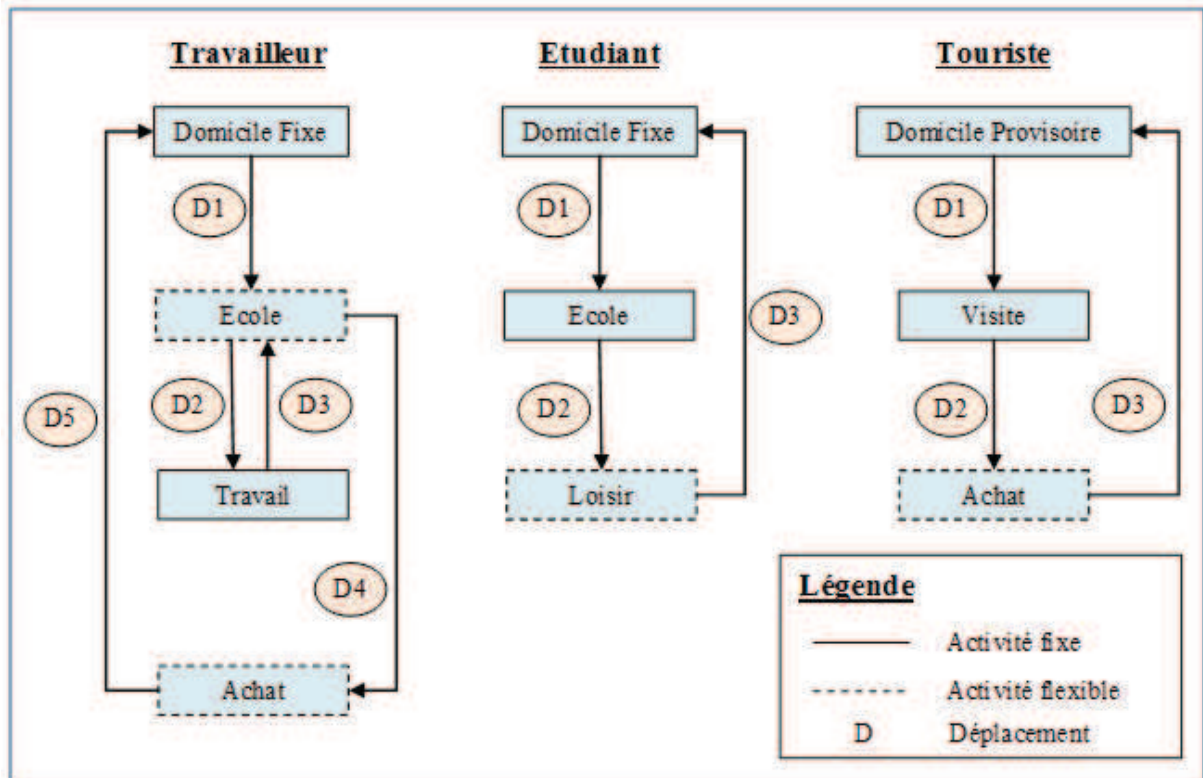 Travailleur
Domicile Fixe
D1
Ecole
D2
D3
D5
Travail
D4
Achat
Etudiant
Domicile Fixe
D1
Ecole
D3
D2
Loisir
Touriste
Domicile Provisoire
D1
Visite
D2
D3
Achat
Légende
Activité fixe
Activité flexible
D Déplacement